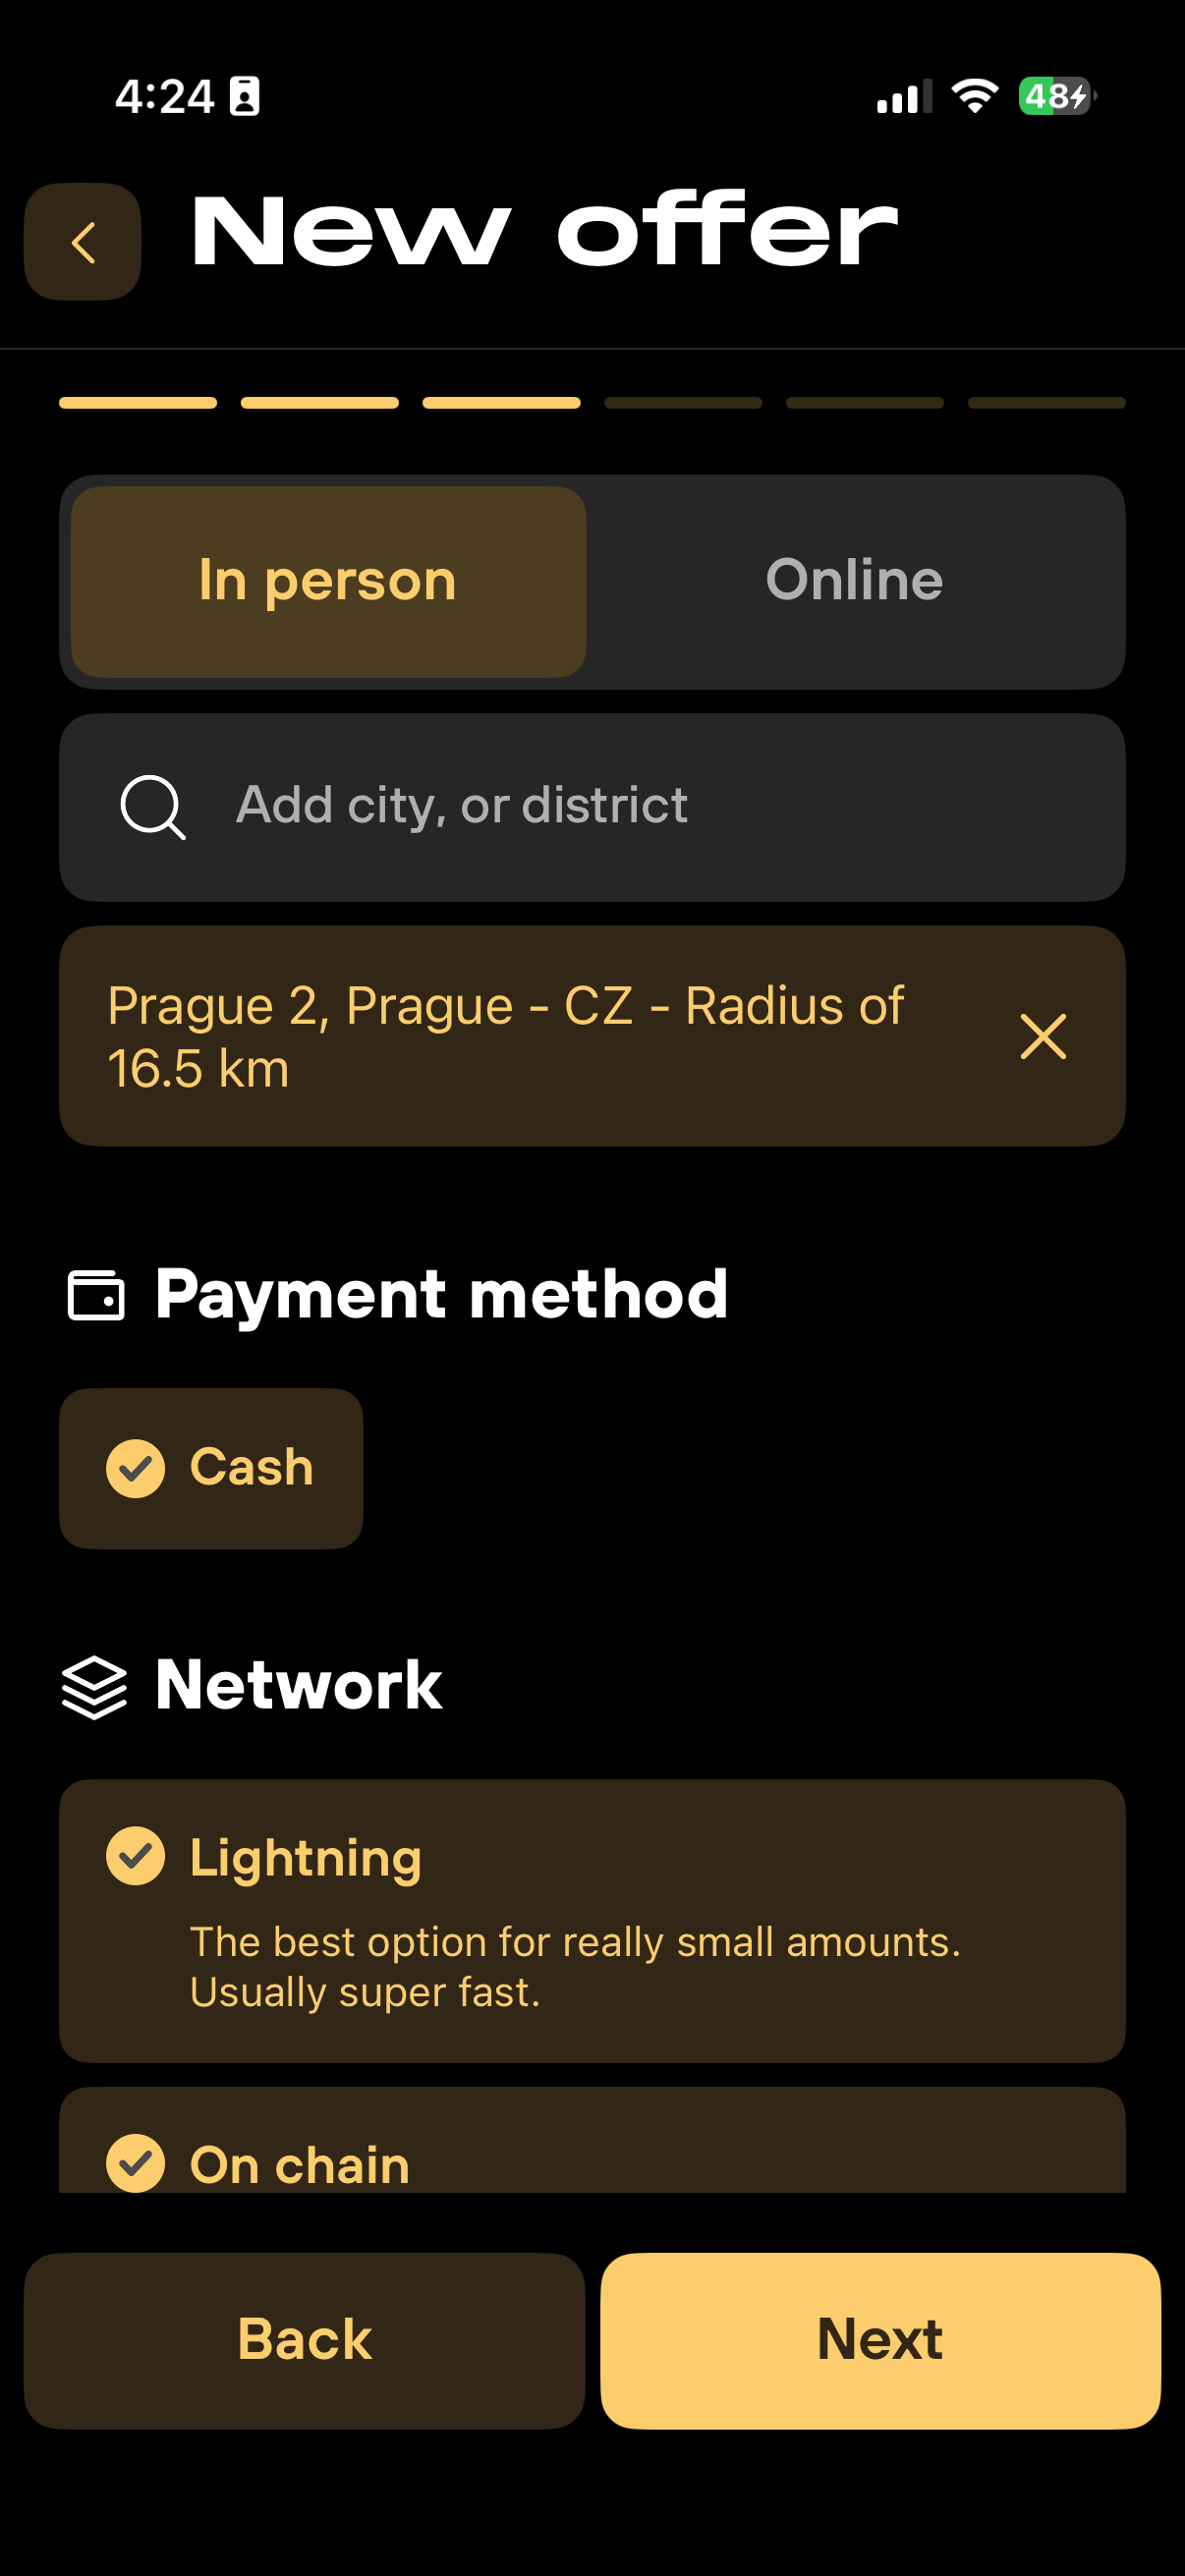 4:24
48
New offer
In person
Online
Add city, or district
Prague 2, Prague - CZ - Radius of
16.5 km
Payment method
Cash
Network
Lightning
The best option for really small amounts.
Usually super fast.
On chain
Back
Next